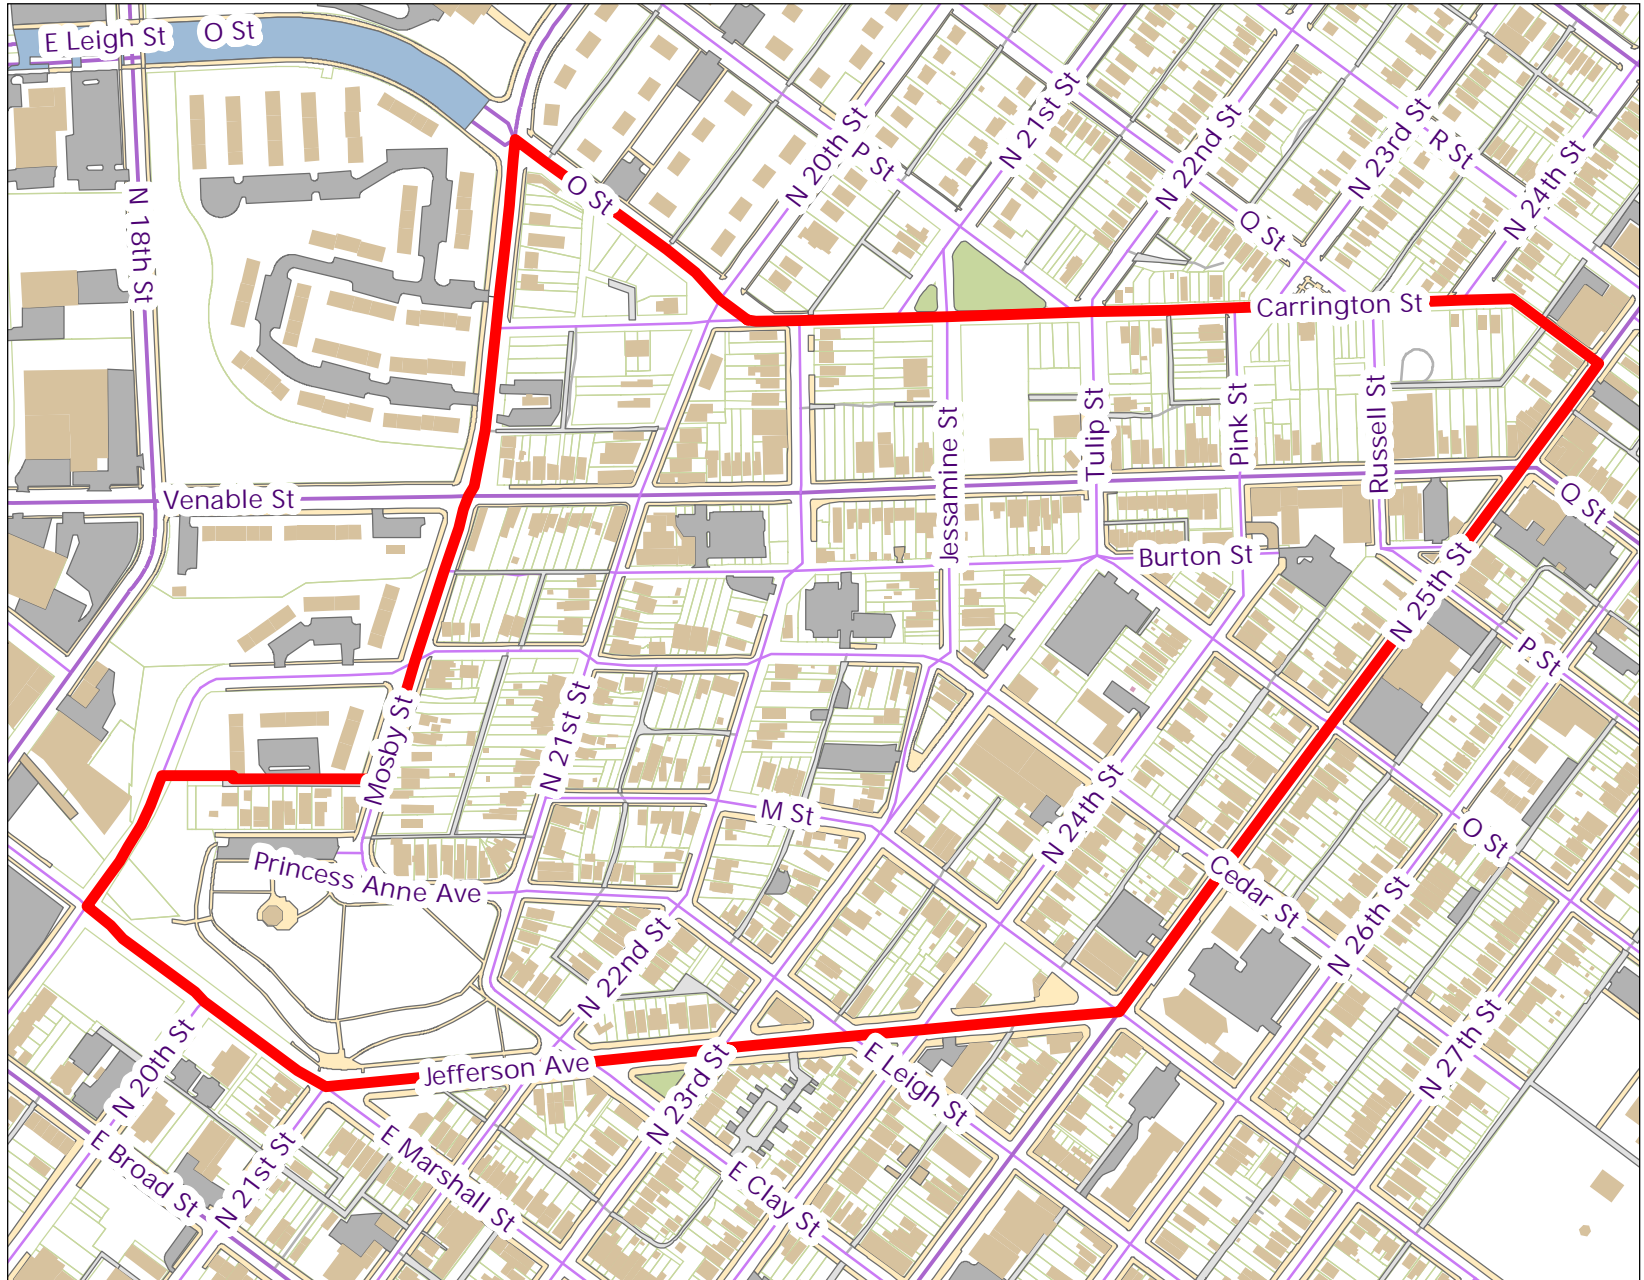 E Leigh St
O St
N 18th St
N 20th St
P St
N 21st St
N 22nd St
N 23rd St
R St
N 24th St
Q St
O St
Carrington St
Venable St
Jessamine St
Tulip St
Pink St
Russell St
Q St
Burton St
N 25th St
P St
Mosby St
N 21st St
N
M St
N 24th St
O St
Princess Anne Ave
Cedar St
N 22nd St
N 26th St
N 20th St
Jefferson Ave
N 23rd St
E Leigh St
N 27th St
E Broad St
N 21st St
E Marshall St
E Clay St